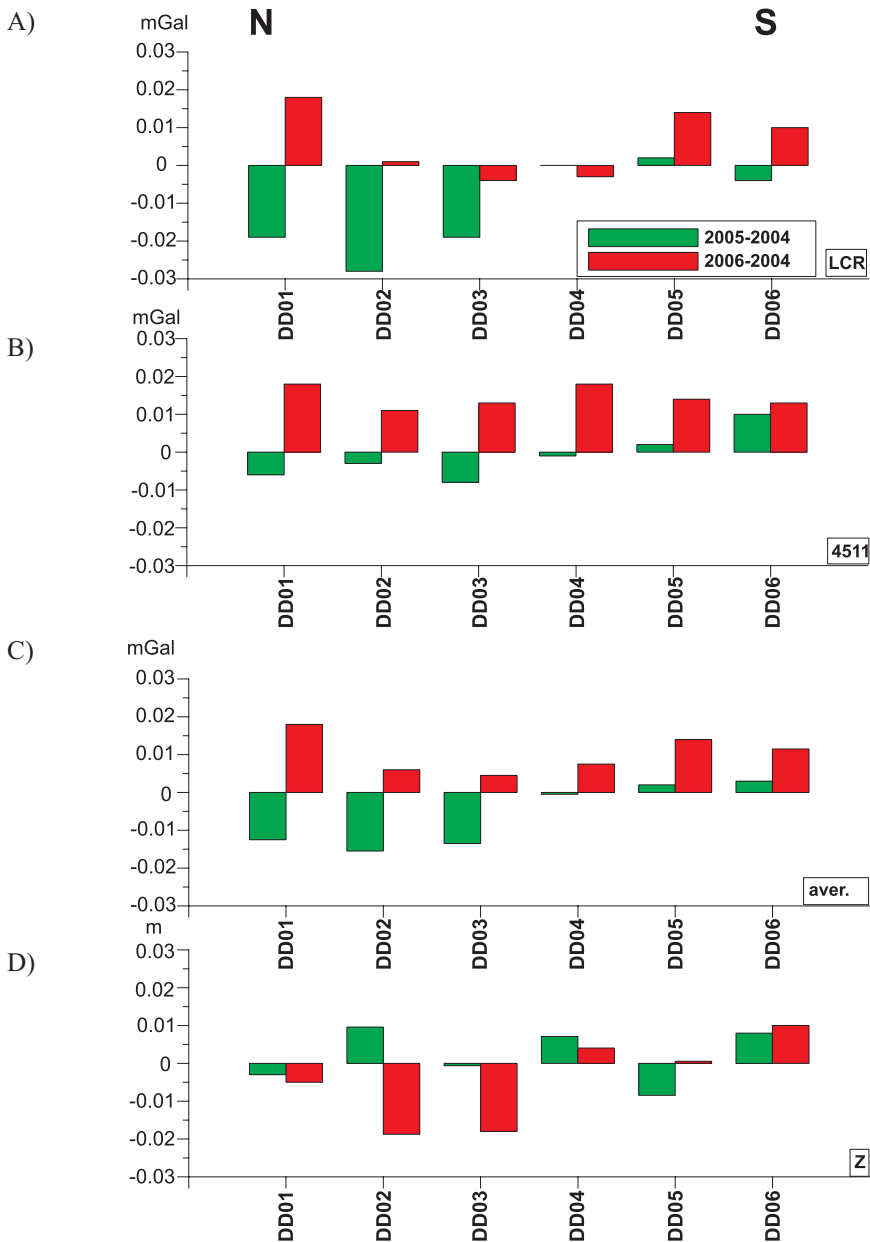 A)
mGal
N
S
0.03
0.02
0.01
0
-0.01
-0.02
-0.03
2005-2004
2006-2004
LCR
DD01
DD02
DD03
DD04
DD05
DD06
B)
mGal
0.03
0.02
0.01
0
-0.01
-0.02
-0.03
4511
DD01
DD02
DD03
DD04
DD05
DD06
C)
mGal
0.03
0.02
0.01
0
-0.01
-0.02
-0.03
aver.
DD01
DD02
DD03
DD04
DD05
DD06
D)
m
0.03
0.02
0.01
0
-0.01
-0.02
-0.03
Z
DD01
DD02
DD03
DD04
DD05
DD06